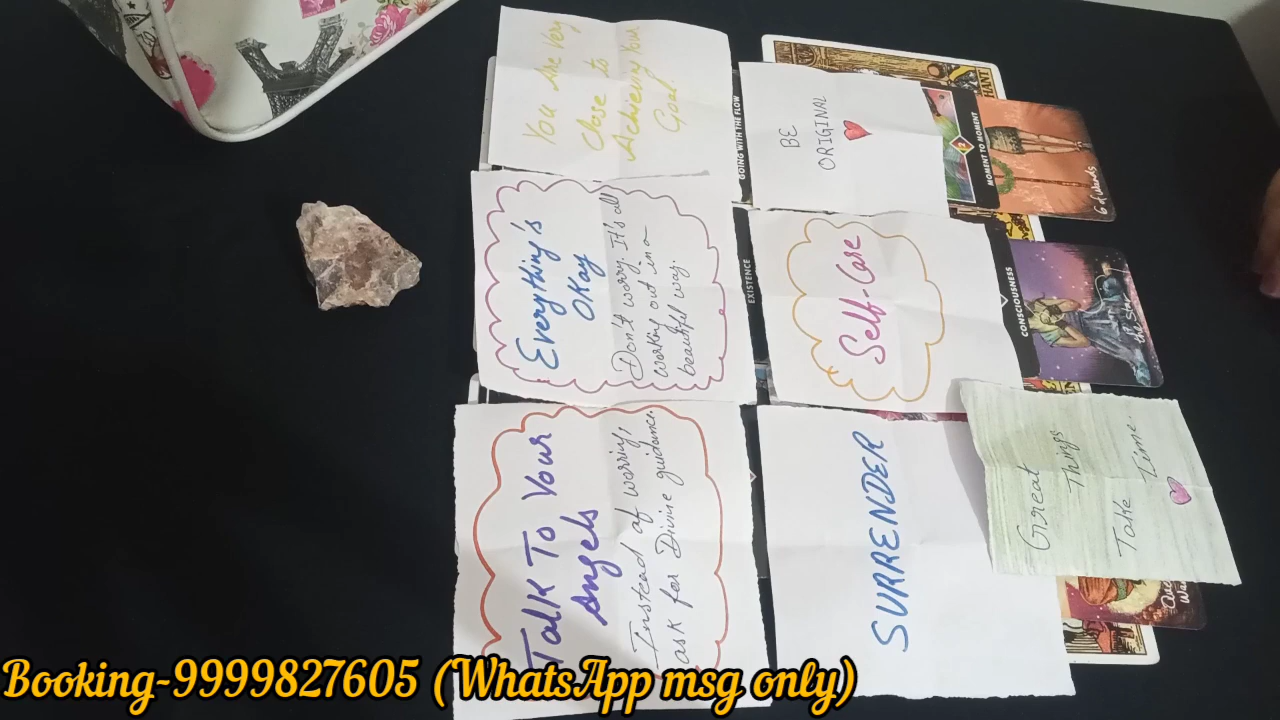 You Are Very
Close to
Achieving Your
Goal
GOING WITH THE FLOW
BE
ORIGINAL
MOMENT TO MOMENT
6 of wands
Everything's
OKay
Don't worry. It's all
working out in a
beautiful way.
EXISTENCE
Self-Care
CONSCIOUSNESS
the star
Talk To Your
Angels
Instead of worrying,
ask for Divine guidance.
SURRENDER
Great
Things
Take Time.
Booking-9999827605 (WhatsApp msg only)